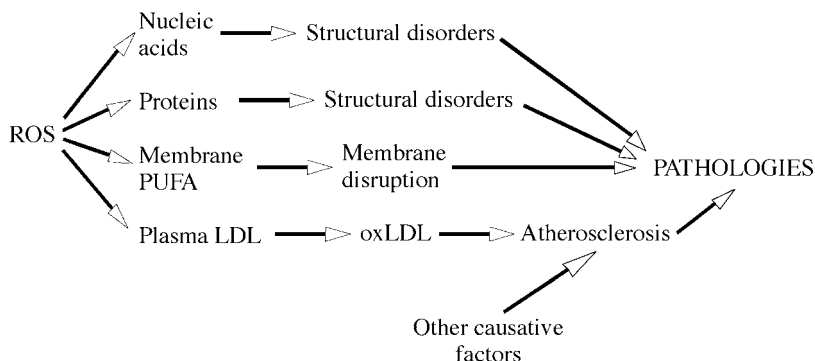 Nucleic
acids
Structural disorders
Proteins
Structural disorders
ROS
Membrane
PUFA
Membrane
disruption
PATHOLOGIES
Plasma LDL
oxLDL
Atherosclerosis
Other causative
factors